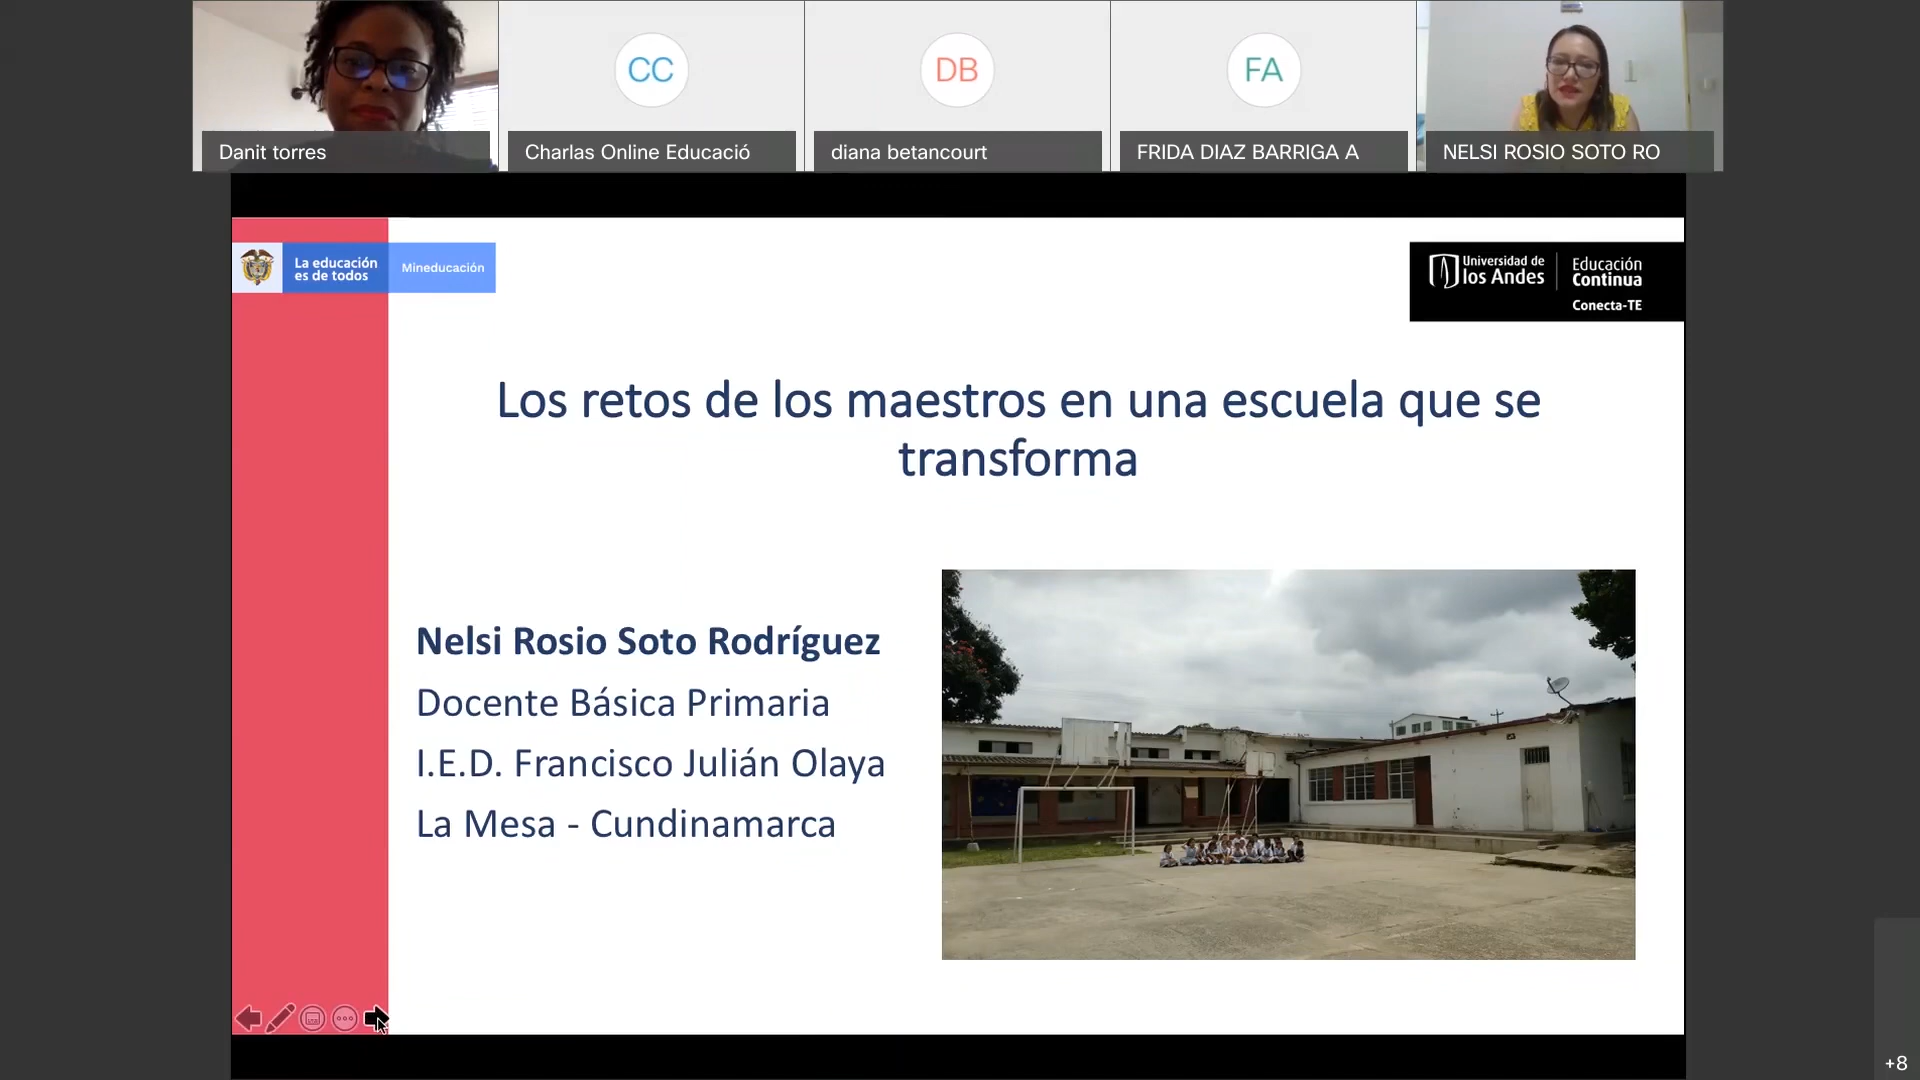 CC
DB
FA
Danit torres
Charlas Online Educació
diana betancourt
FRIDA DIAZ BARRIGA A
NELSI ROSIO SOTO RO
La educación
es de todos
Mineducación
Universidad de
los Andes
Educación
Continua
Conecta-TE
Los retos de los maestros en una escuela que se
transforma
Nelsi Rosio Soto Rodríguez
Docente Básica Primaria
I.E.D. Francisco Julián Olaya
La Mesa - Cundinamarca
+8